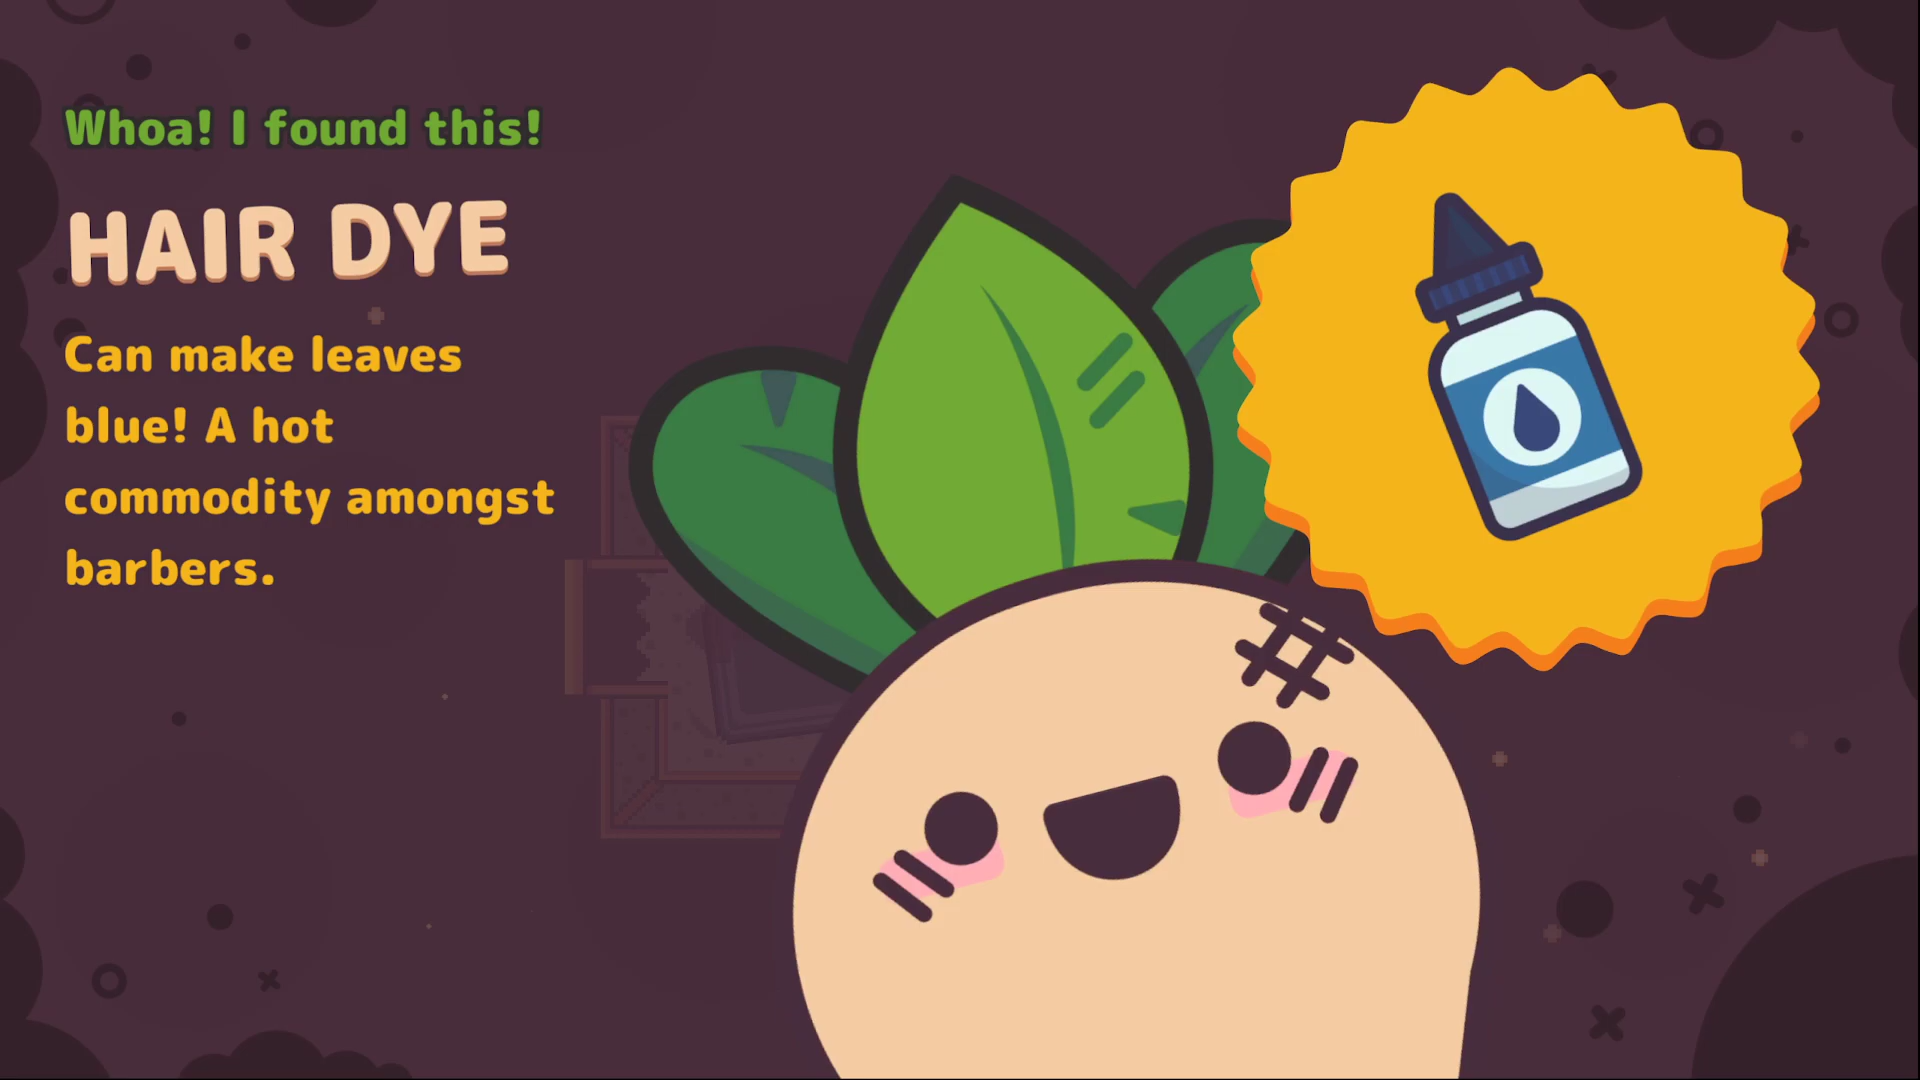 Whoa! I found this!
HAIR DYE
Can make leaves
blue! A hot
commodity amongst
barbers.